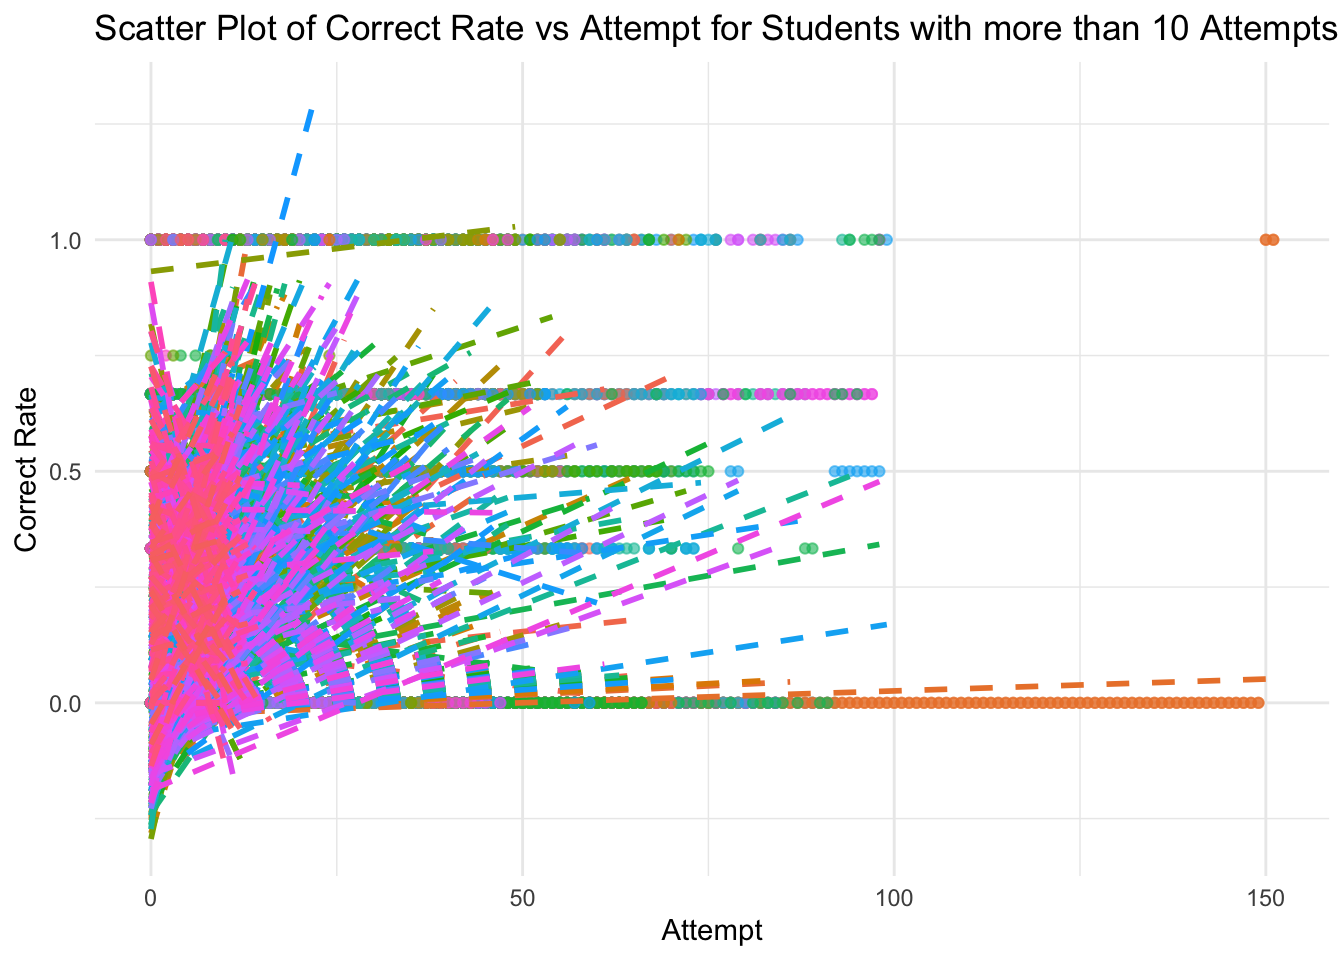 Scatter Plot of Correct Rate vs Attempt for Students with more than 10 Attempts
1.0
0.5
0.0
Correct Rate
0 50 100 150
Attempt